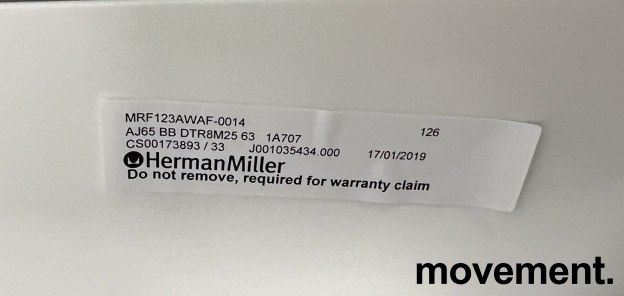 MRF123AWAF-0014 126
AJ65 BB DTR8M25 63 1A707
CS00173893 / 33 J001035434.000 17/01/2019
HermanMiller
Do not remove, required for warranty claim
movement.